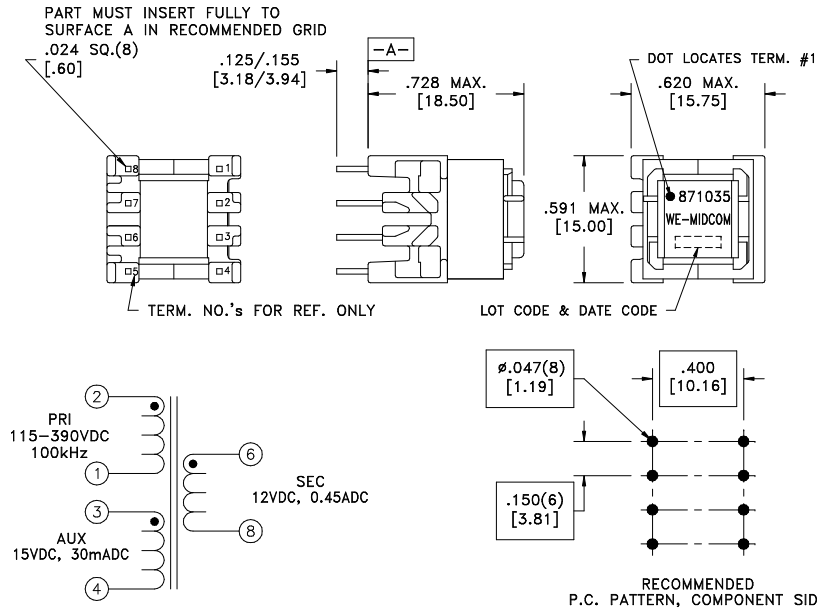 PART MUST INSERT FULLY TO
SURFACE A IN RECOMMENDED GRID
.024 SQ.(8)
[.60]
.125/.155
[3.18/3.94]
-A-
.728 MAX.
[18.50]
DOT LOCATES TERM. #1
.620 MAX.
[15.75]
8
1
7
2
6
3
5
4
.591 MAX.
[15.00]
871035
WE-MIDCOM
TERM. NO.'s FOR REF. ONLY
LOT CODE & DATE CODE
2
PRI
115-390VDC
100kHz
1
3
AUX
15VDC, 30mADC
4
6
SEC
12VDC, 0.45ADC
8
ø.047(8)
[1.19]
.400
[10.16]
.150(6)
[3.81]
RECOMMENDED
P.C. PATTERN, COMPONENT SID